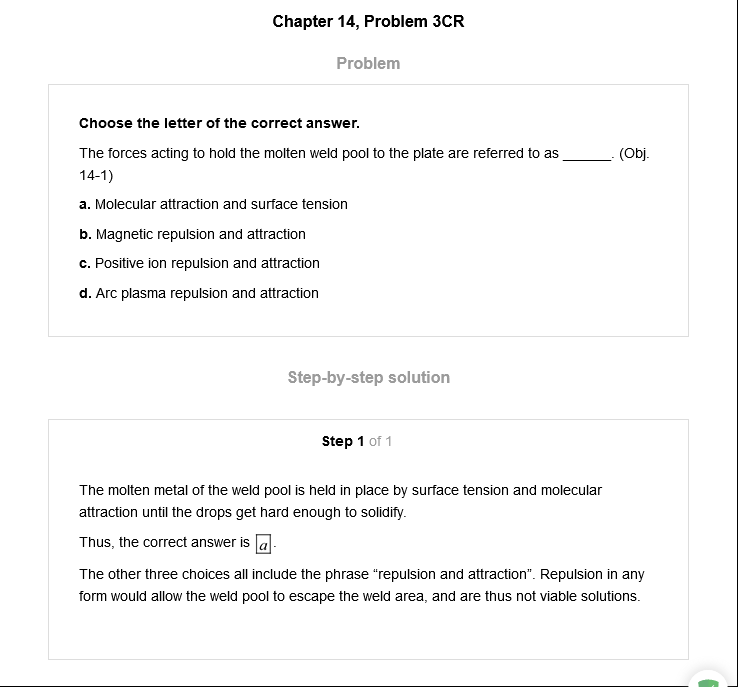 Chapter 14, Problem 3CR
Problem
Choose the letter of the correct answer.
The forces acting to hold the molten weld pool to the plate are referred to as ______. (Obj.
14-1)
a. Molecular attraction and surface tension
b. Magnetic repulsion and attraction
c. Positive ion repulsion and attraction
d. Arc plasma repulsion and attraction
Step-by-step solution
Step 1 of 1
The molten metal of the weld pool is held in place by surface tension and molecular
attraction until the drops get hard enough to solidify.
Thus, the correct answer is a.
The other three choices all include the phrase “repulsion and attraction”. Repulsion in any
form would allow the weld pool to escape the weld area, and are thus not viable solutions.